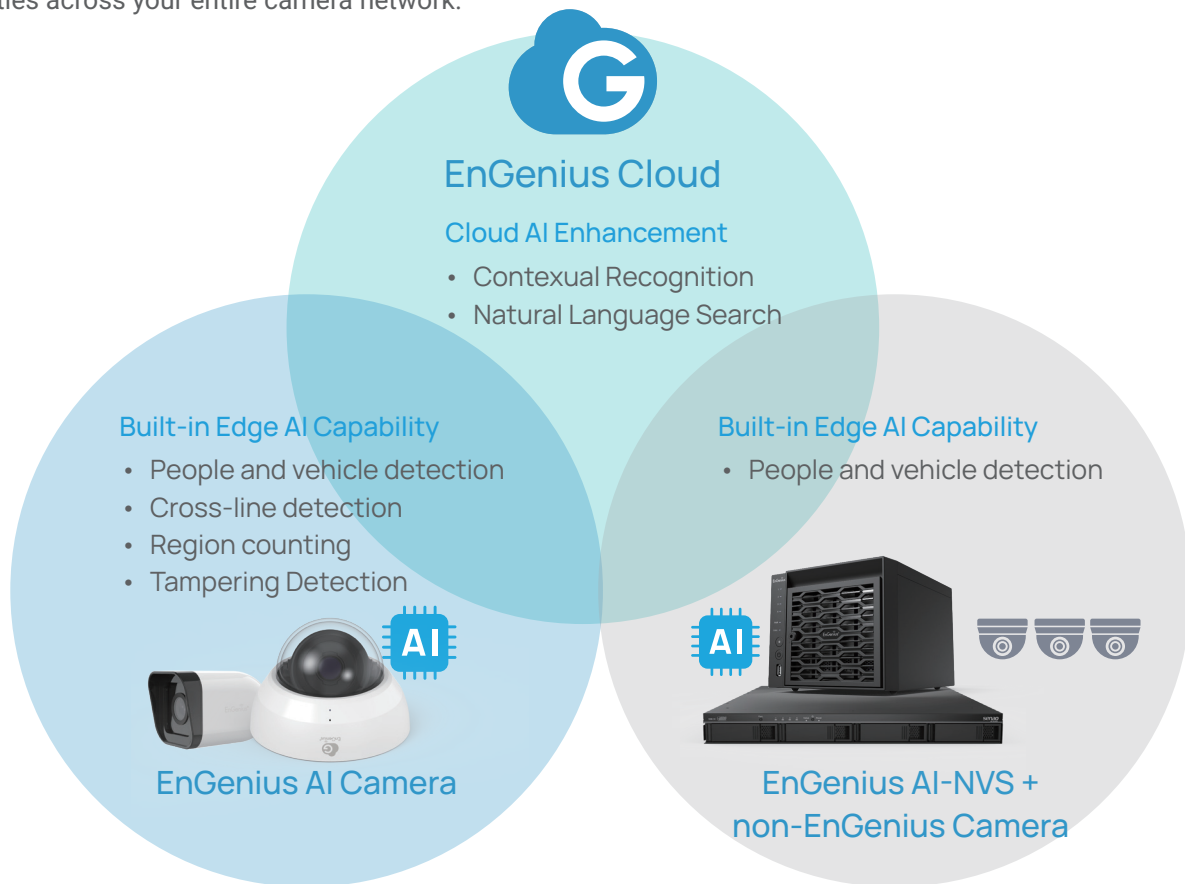 ties across your entire camera network.
G
EnGenius Cloud
Cloud AI Enhancement
• Contexual Recognition
• Natural Language Search
Built-in Edge AI Capability
• People and vehicle detection
• Cross-line detection
• Region counting
• Tampering Detection
AI
EnGenius AI Camera
Built-in Edge AI Capability
• People and vehicle detection
AI
EnGenius AI-NVS +
non-EnGenius Camera